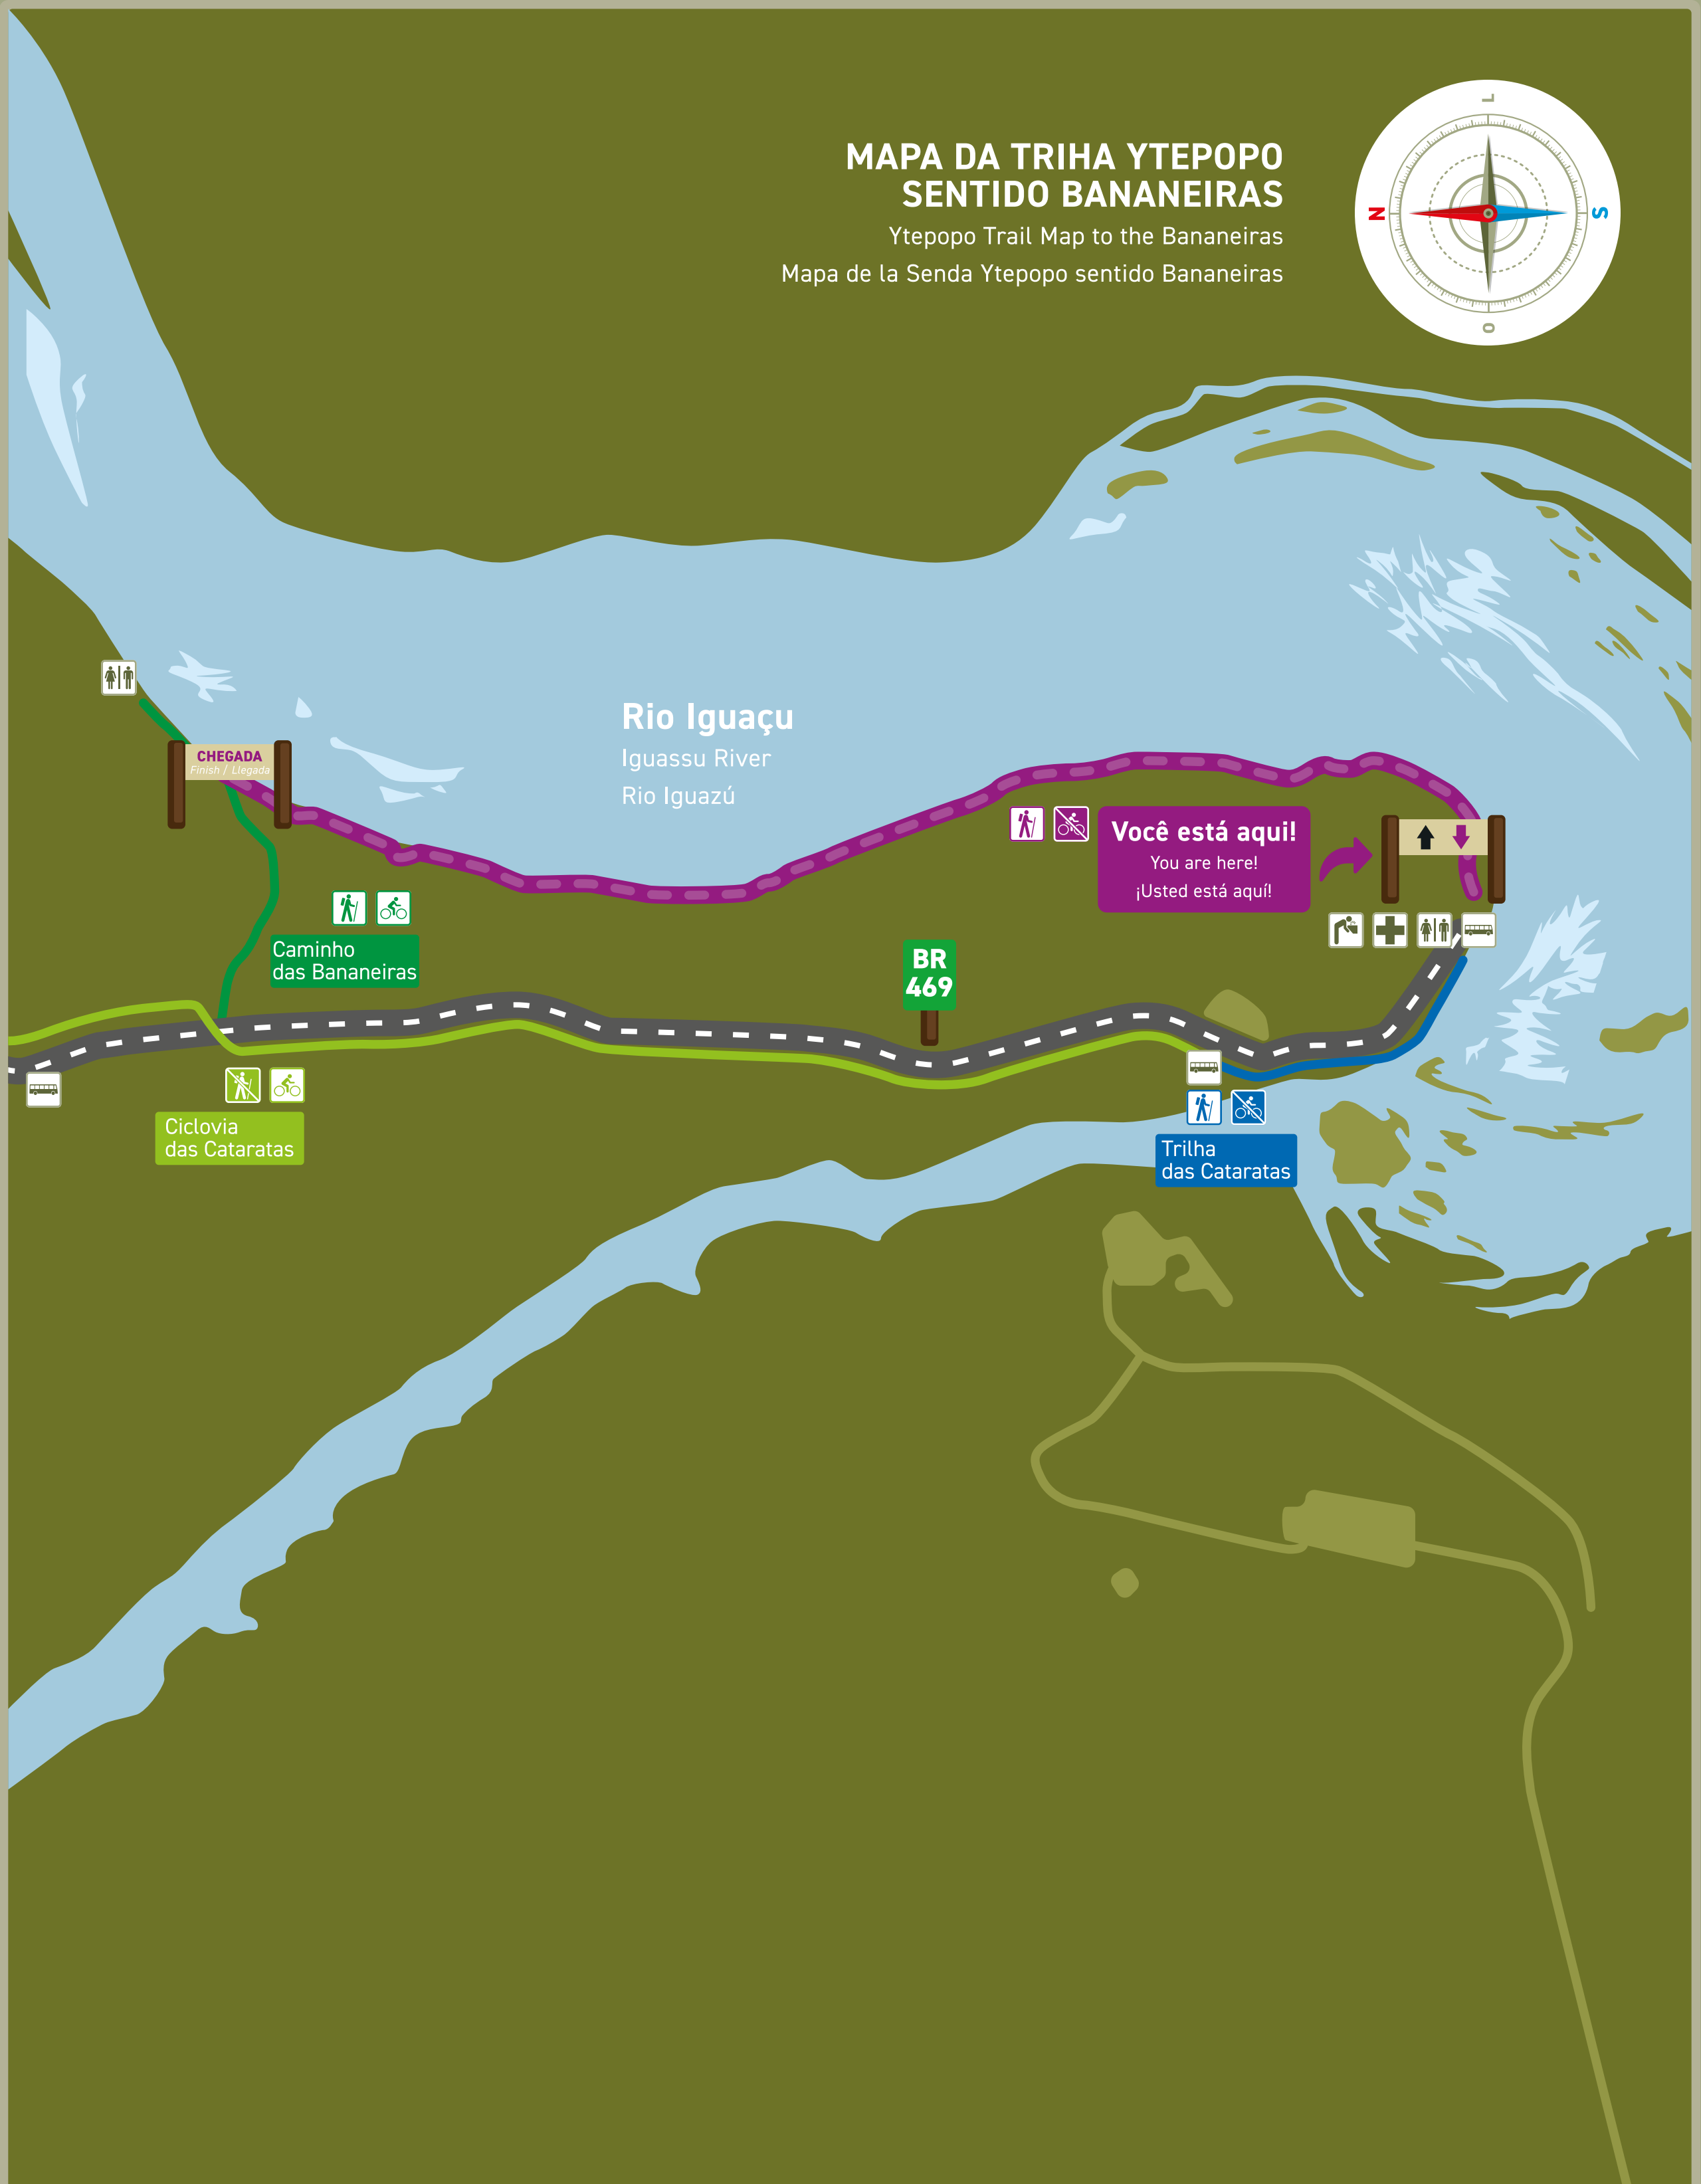 MAPA DA TRIHA YTEPOPO
SENTIDO BANANEIRAS
Ytepopo Trail Map to the Bananeiras
Mapa de la Senda Ytepopo sentido Bananeiras
L
N
S
O
Rio Iguaçu
Iguassu River
Rio Iguazú
CHEGADA
Finish / Llegada
Você está aqui!
You are here!
¡Usted está aquí!
Caminho
das Bananeiras
BR
469
Ciclovia
das Cataratas
Trilha
das Cataratas